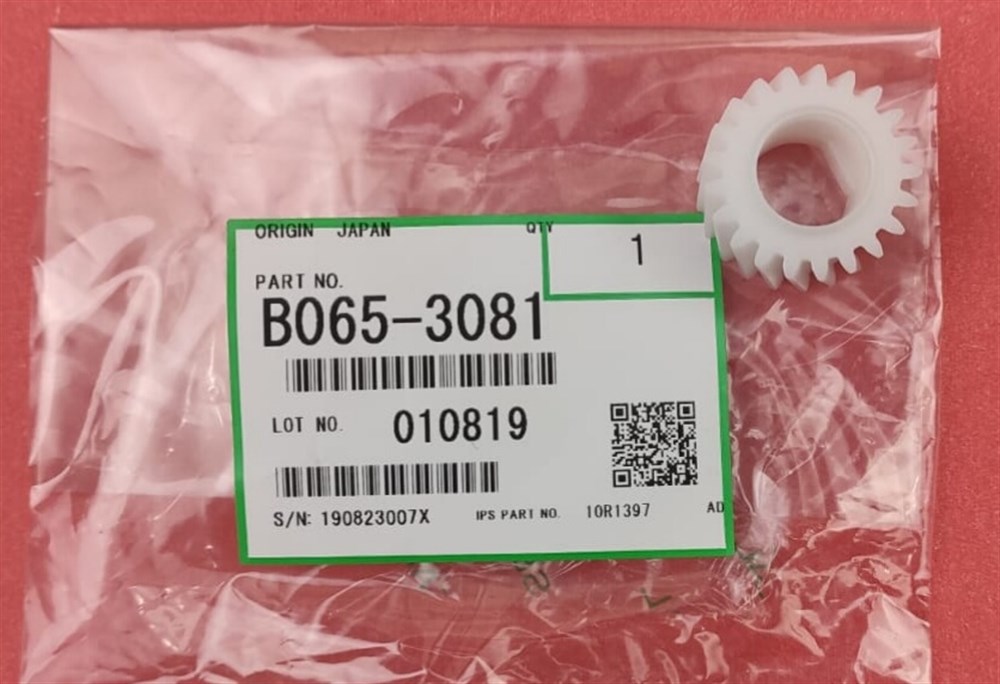 ORIGIN JAPAN QTY
1
PART NO.
B065-3081
LOT NO. 010819
S/N: 190823007X IPS PART NO. 10R1397 AD